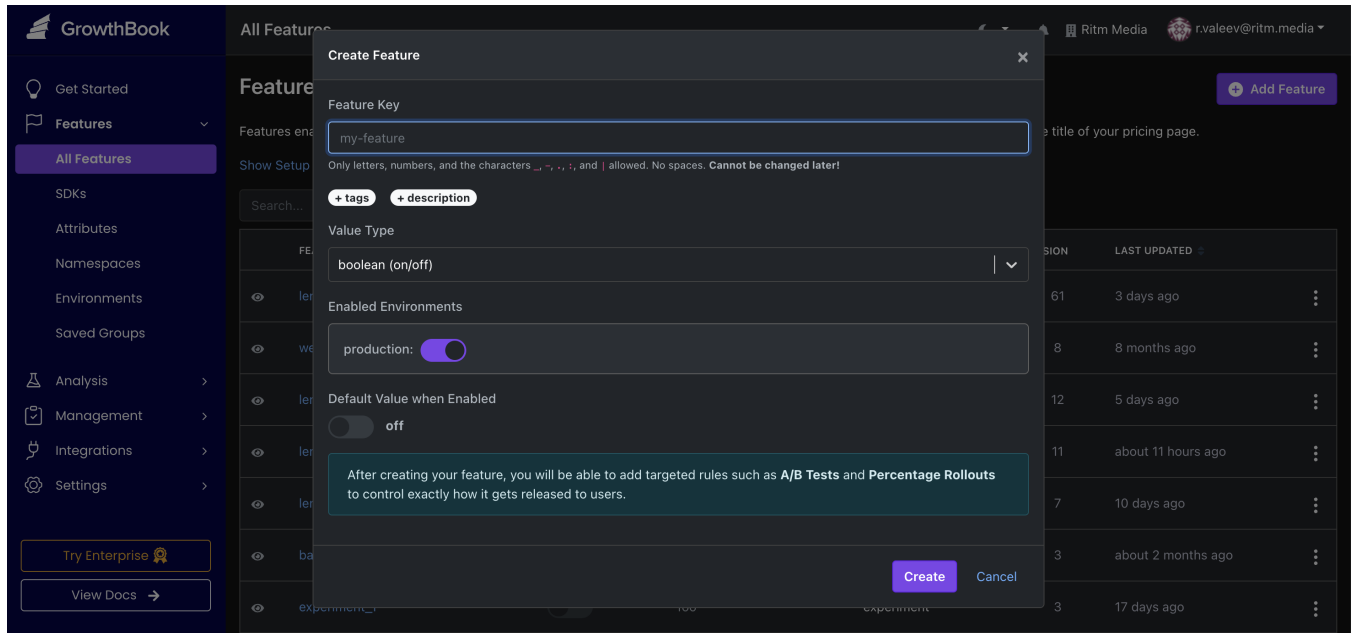 GrowthBook
All Features
Ritm Media
r.valeev@ritm.media
Get Started
Features
All Features
SDKs
Attributes
Namespaces
Environments
Saved Groups
Analysis
Management
Integrations
Settings
Try Enterprise
View Docs →
Feature
Add Feature
Features
title of your pricing page.
Show Setup
Search...
LAST UPDATED
61
3 days ago
8
8 months ago
12
5 days ago
11
about 11 hours ago
7
10 days ago
3
about 2 months ago
3
17 days ago
Create Feature
×
Feature Key
my-feature
Only letters, numbers, and the characters _, -, ., :, and | allowed. No spaces. Cannot be changed later!
+ tags
+ description
Value Type
boolean (on/off)
Enabled Environments
production:
Default Value when Enabled
off
After creating your feature, you will be able to add targeted rules such as A/B Tests and Percentage Rollouts
to control exactly how it gets released to users.
Create
Cancel